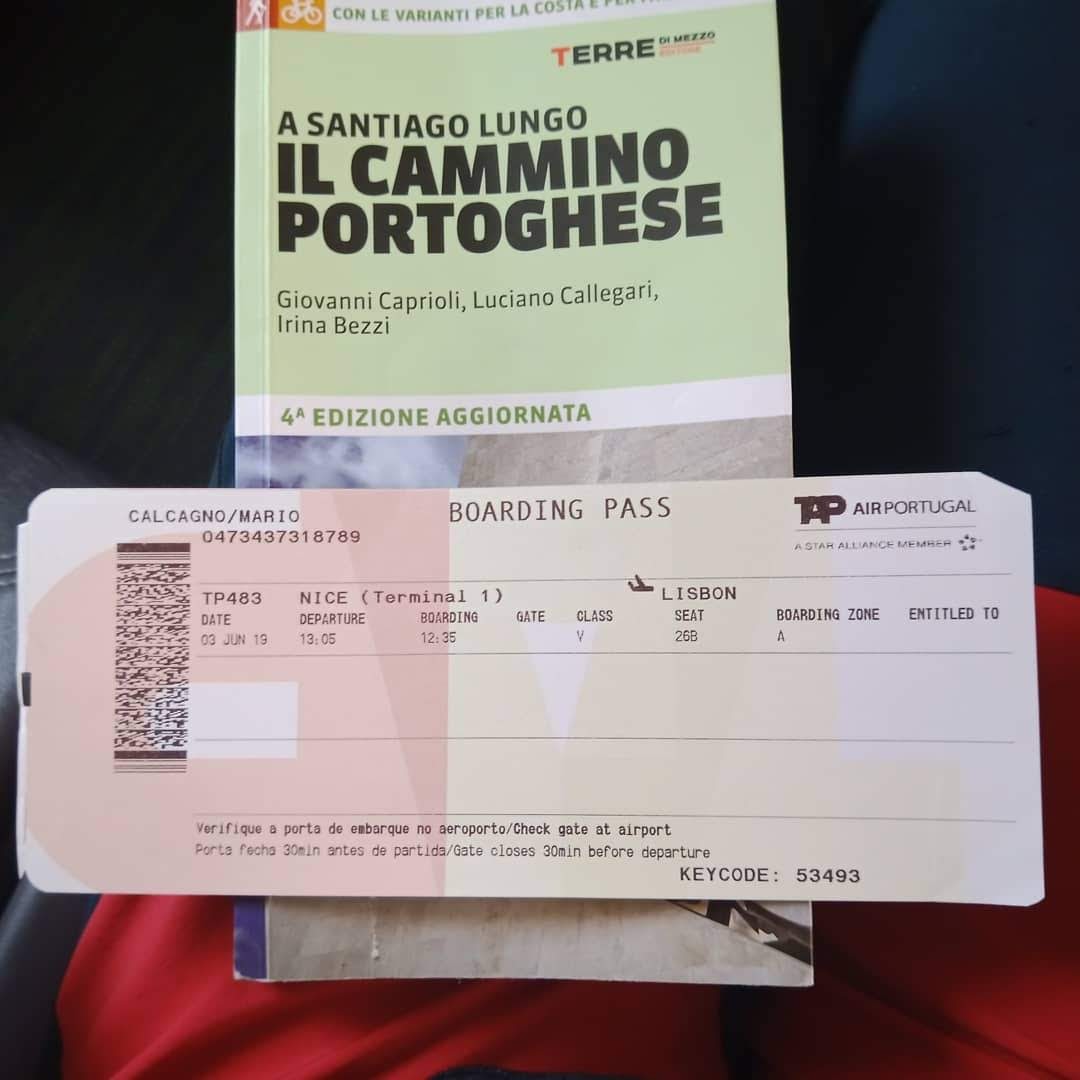 CON LE VARIANTI PER LA COSTA E PER
TERRE DI MEZZO EDITORE
A SANTIAGO LUNGO
IL CAMMINO
PORTOGHESE
Giovanni Caprioli, Luciano Callegari,
Irina Bezzi
4ᴬ EDIZIONE AGGIORNATA
CALCAGNO/MARIO
0473437318789
BOARDING PASS
TAP AIRPORTUGAL
A STAR ALLIANCE MEMBER
TP483 NICE (Terminal 1) LISBON
DATE DEPARTURE BOARDING GATE CLASS SEAT BOARDING ZONE ENTITLED TO
03 JUN 19 13:05 12:35 V 26B A
Verifique a porta de embarque no aeroporto/Check gate at airport
Porta fecha 30min antes de partida/Gate closes 30min before departure
KEYCODE: 53493